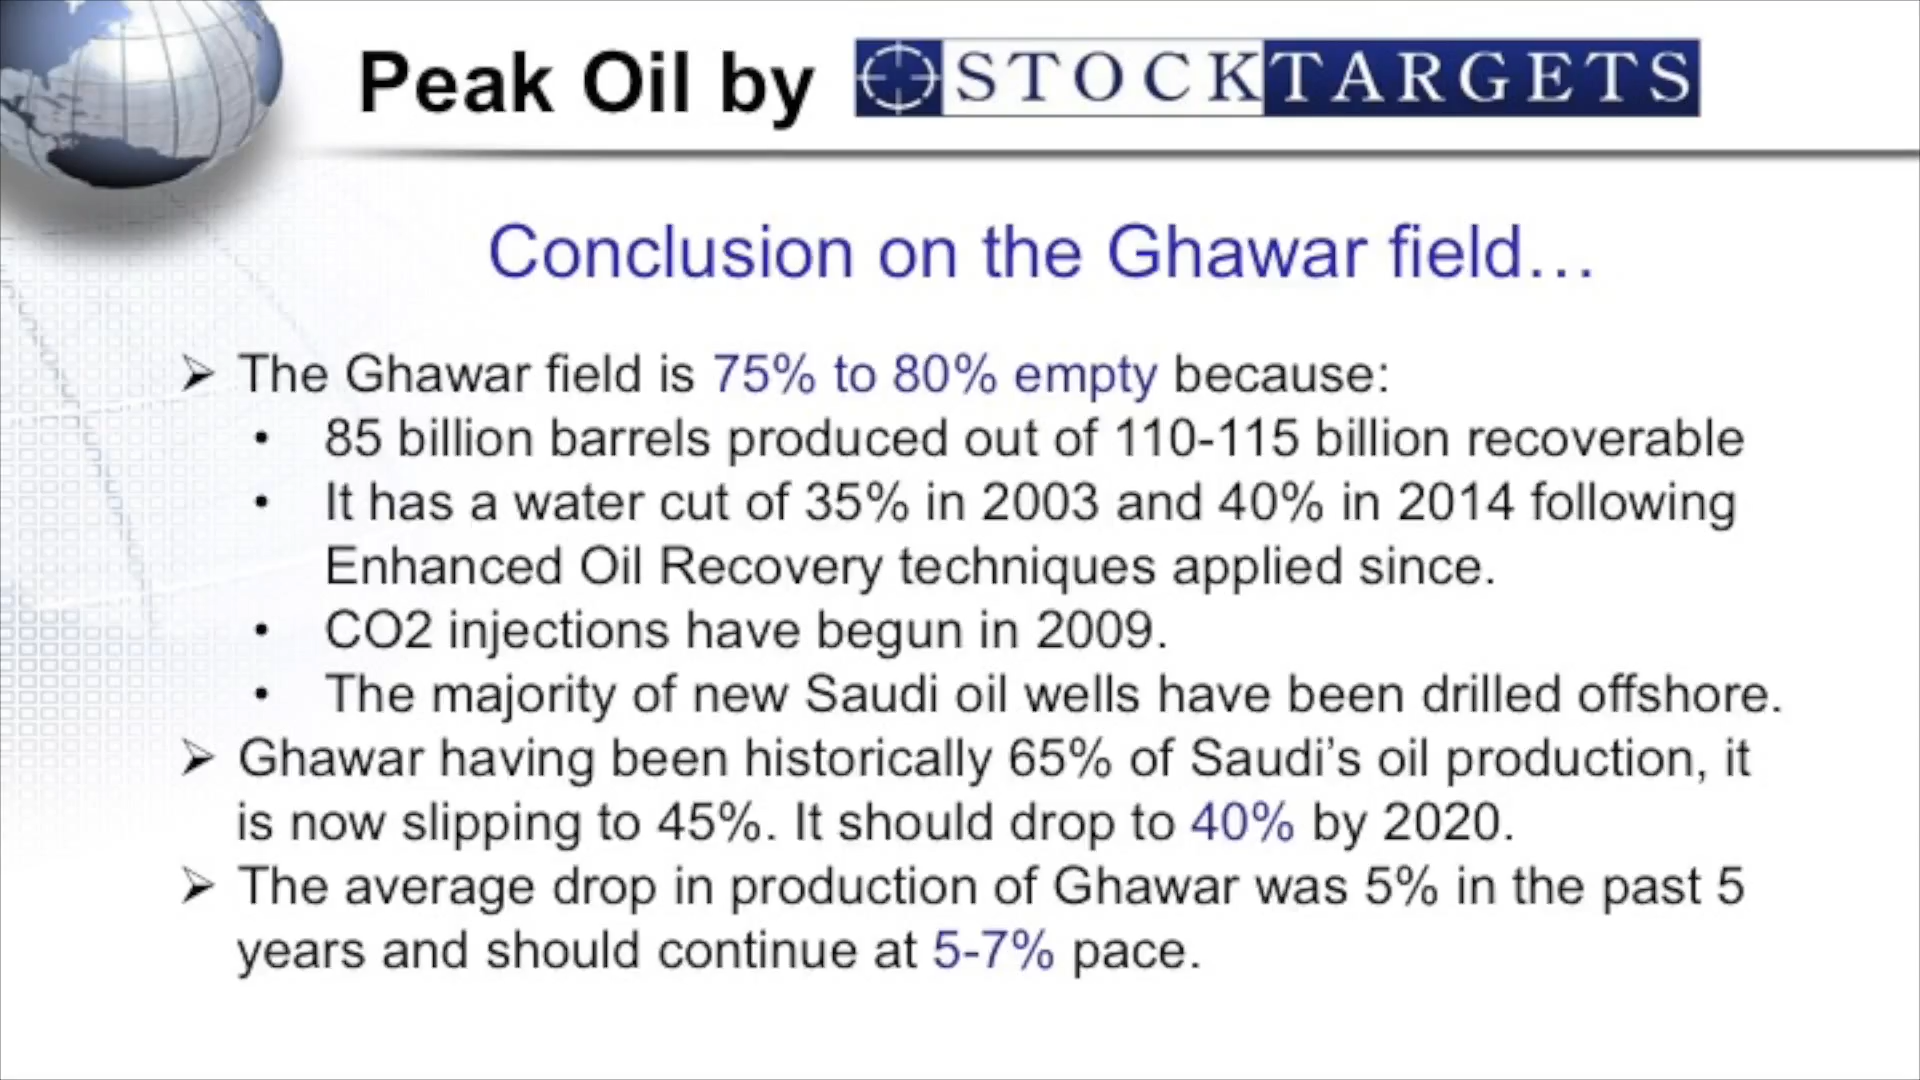 Peak Oil by STOCKTARGETS
Conclusion on the Ghawar field…
➢ The Ghawar field is 75% to 80% empty because:
• 85 billion barrels produced out of 110-115 billion recoverable
• It has a water cut of 35% in 2003 and 40% in 2014 following
Enhanced Oil Recovery techniques applied since.
• CO2 injections have begun in 2009.
• The majority of new Saudi oil wells have been drilled offshore.
➢ Ghawar having been historically 65% of Saudi’s oil production, it
is now slipping to 45%. It should drop to 40% by 2020.
➢ The average drop in production of Ghawar was 5% in the past 5
years and should continue at 5-7% pace.